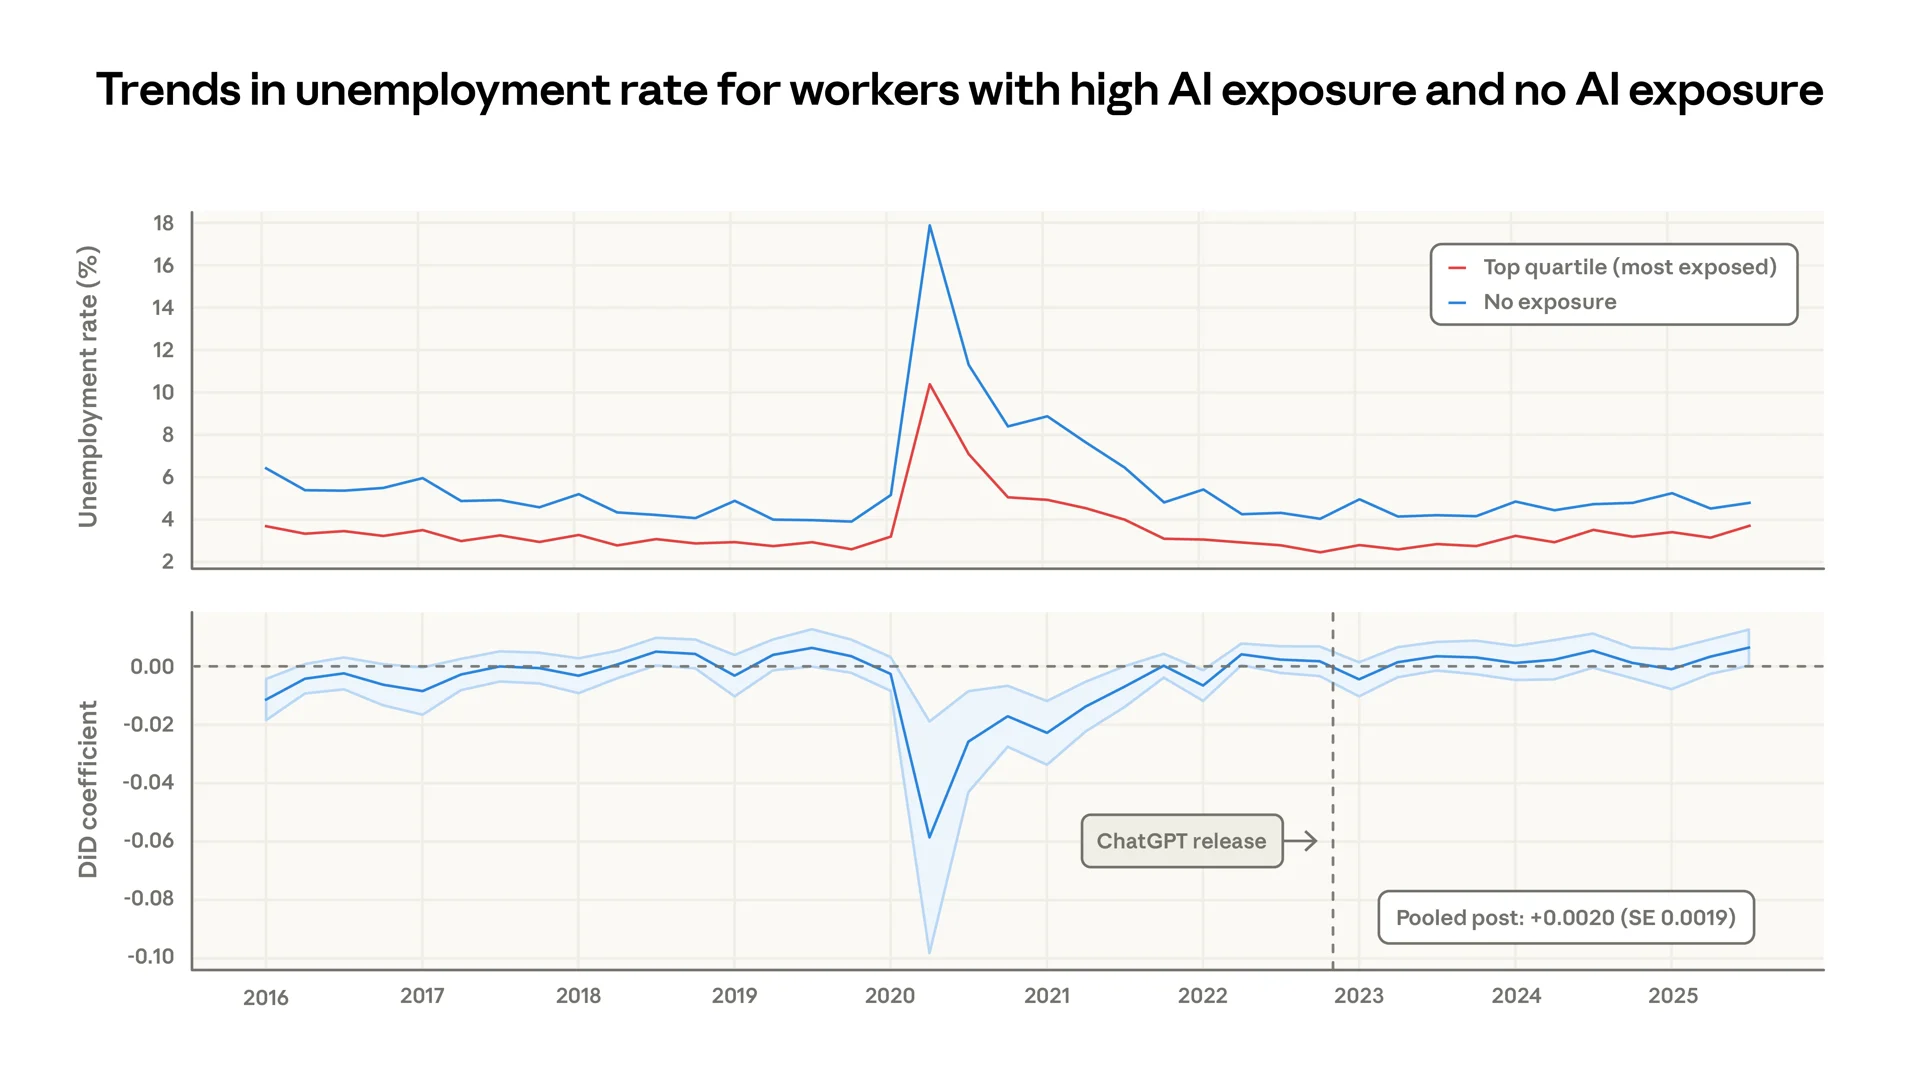 Trends in unemployment rate for workers with high AI exposure and no AI exposure
Unemployment rate (%)
18
16
14
12
10
8
6
4
2
Top quartile (most exposed)
No exposure
DiD coefficient
0.00
-0.02
-0.04
-0.06
-0.08
-0.10
ChatGPT release
Pooled post: +0.0020 (SE 0.0019)
2016 2017 2018 2019 2020 2021 2022 2023 2024 2025